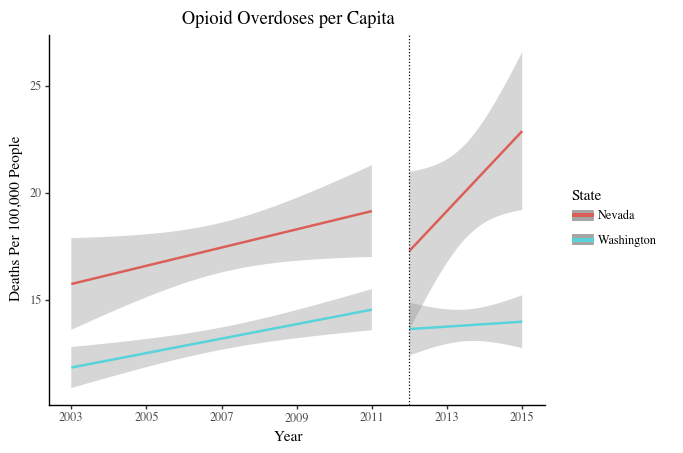 Opioid Overdoses per Capita
Deaths Per 100,000 People
25
20
15
2003 2005 2007 2009 2011 2013 2015
Year
State
Nevada
Washington